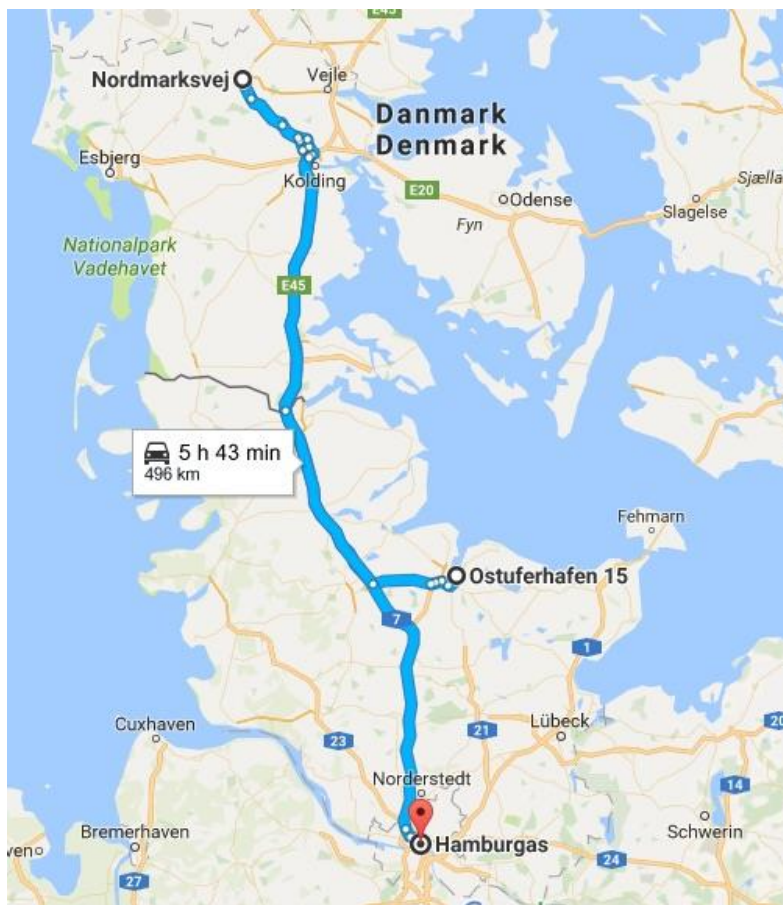 E45
Nordmarksvej
Vejle
Danmark
Denmark
Esbjerg
Kolding
E20
Odense
Fyn
Slagelse
Sjælla
Nationalpark
Vadehavet
E45
5 h 43 min
496 km
Fehmarn
Ostuferhafen 15
7
1
Cuxhaven
23
21
Lübeck
20
Norderstedt
14
Bremerhaven
Hamburgas
Schwerin
ven
24
27